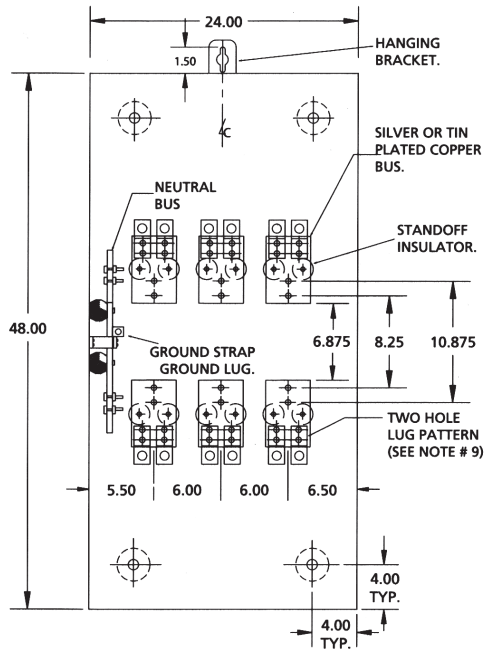 24.00
1.50
HANGING
BRACKET.
℄
SILVER OR TIN
PLATED COPPER
BUS.
NEUTRAL
BUS
STANDOFF
INSULATOR.
48.00
6.875
8.25
10.875
GROUND STRAP
GROUND LUG.
TWO HOLE
LUG PATTERN
(SEE NOTE # 9)
5.50
6.00
6.00
6.50
4.00
TYP.
4.00
TYP.